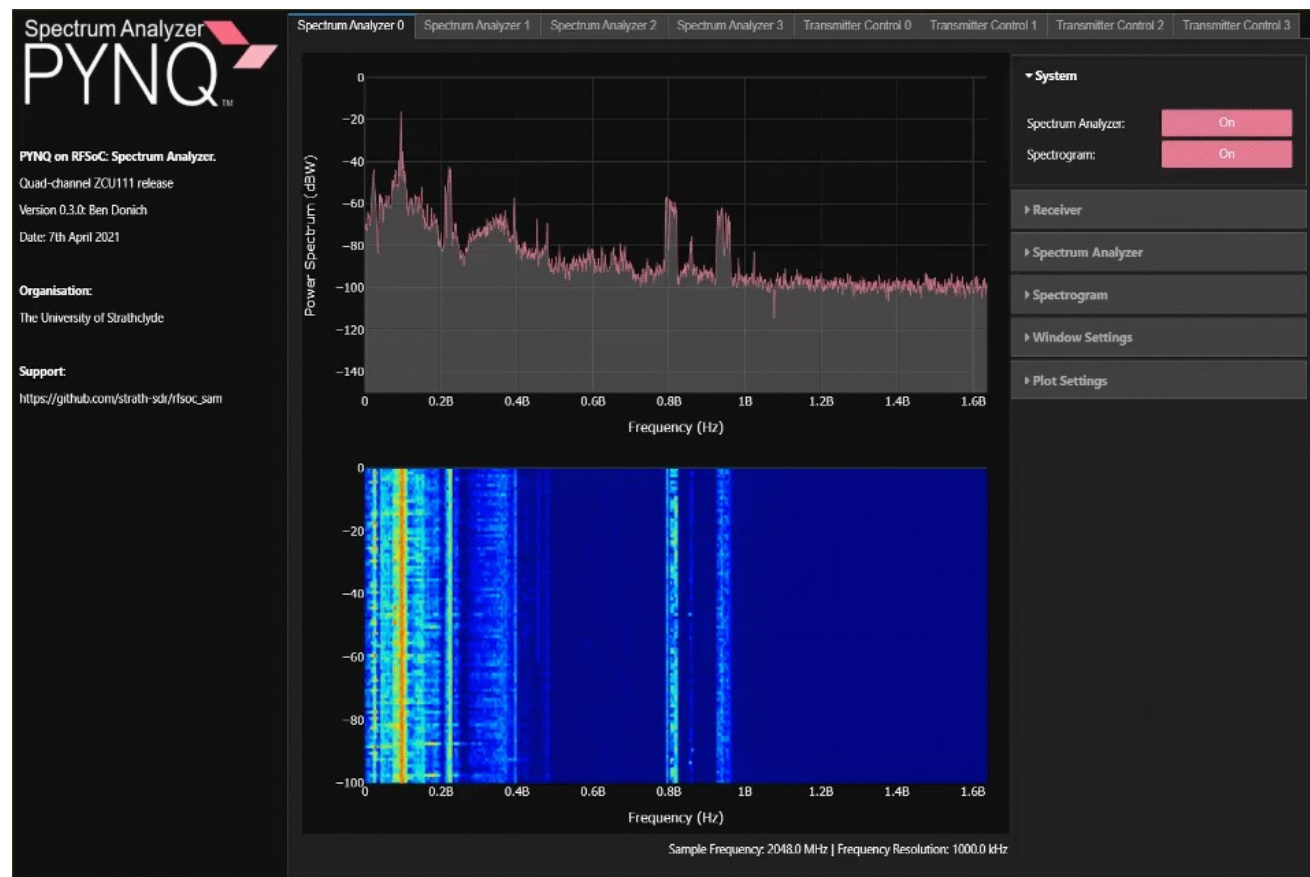 Spectrum Analyzer
PYNQ™
PYNQ on RFSoC: Spectrum Analyzer.
Quad-channel ZCU111 release
Version 0.3.0: Ben Donich
Date: 7th April 2021
Organisation:
The University of Strathclyde
Support:
https://github.com/strath-sdr/rfsoc_sam
Spectrum Analyzer 0 Spectrum Analyzer 1 Spectrum Analyzer 2 Spectrum Analyzer 3 Transmitter Control 0 Transmitter Control 1 Transmitter Control 2 Transmitter Control 3
Power Spectrum (dBW)
0
−20
−40
−60
−80
−100
−120
−140
0 0.2B 0.4B 0.6B 0.8B 1B 1.2B 1.4B 1.6B
Frequency (Hz)
0
−20
−40
−60
−80
−100
0 0.2B 0.4B 0.6B 0.8B 1B 1.2B 1.4B 1.6B
Frequency (Hz)
Sample Frequency: 2048.0 MHz | Frequency Resolution: 1000.0 kHz
System
Spectrum Analyzer: On
Spectrogram: On
Receiver
Spectrum Analyzer
Spectrogram
Window Settings
Plot Settings